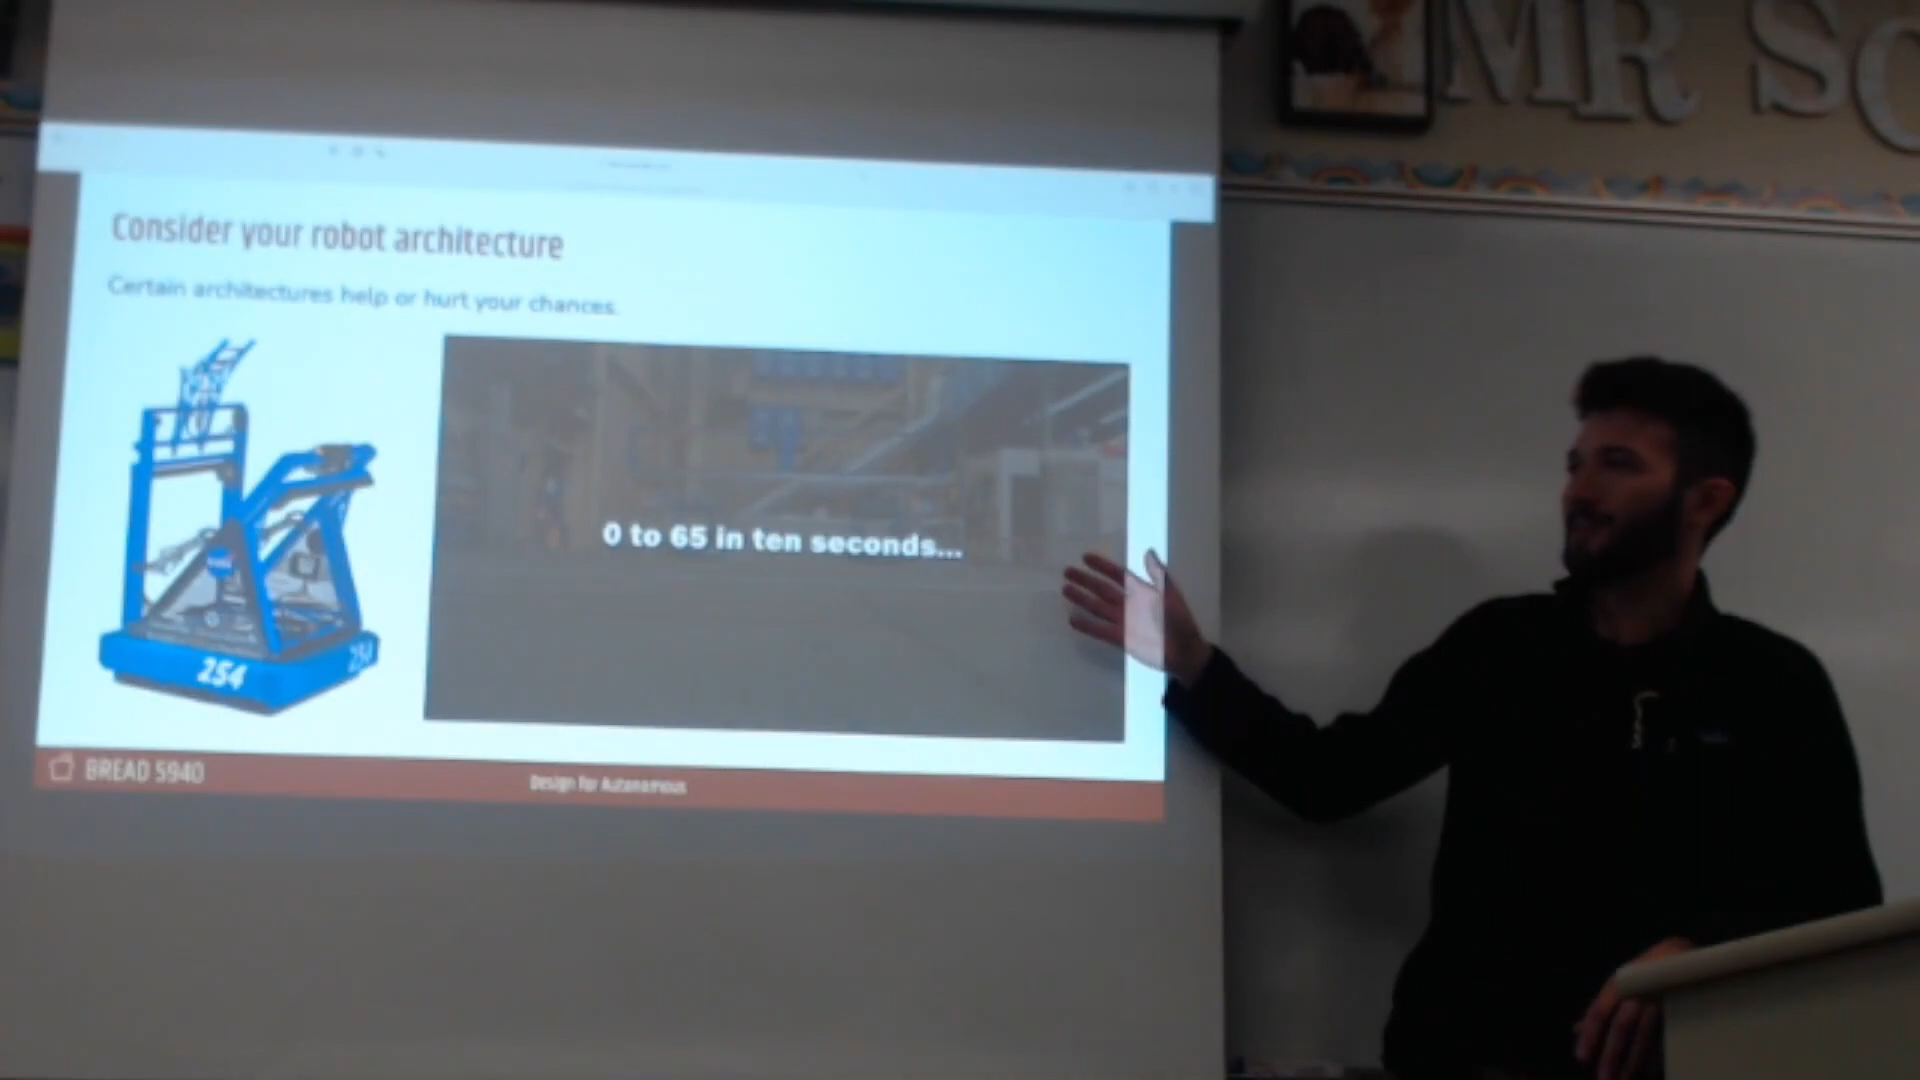 MR SC
Consider your robot architecture
Certain architectures help or hurt your chances.
0 to 65 in ten seconds...
254
254
BREAD 5940
Design for Autonomous